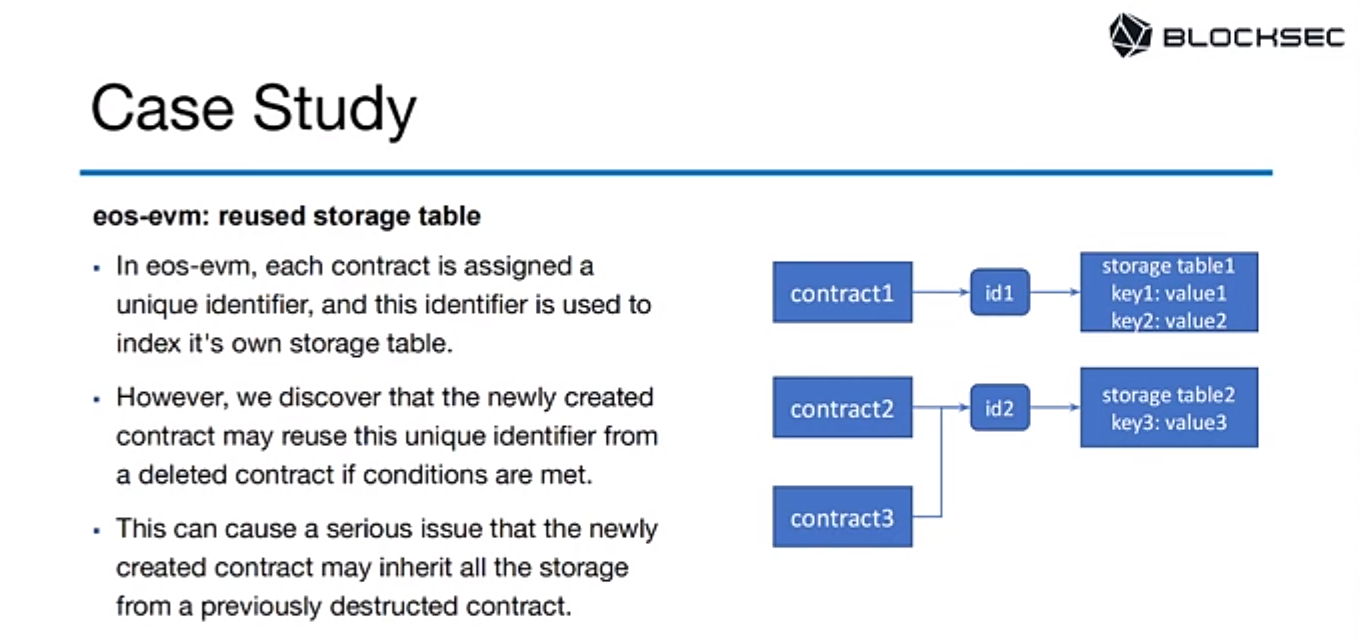 BLOCKSEC
Case Study
eos-evm: reused storage table
• In eos-evm, each contract is assigned a
unique identifier, and this identifier is used to
index it's own storage table.
• However, we discover that the newly created
contract may reuse this unique identifier from
a deleted contract if conditions are met.
• This can cause a serious issue that the newly
created contract may inherit all the storage
from a previously destructed contract.
contract1
id1
storage table1
key1: value1
key2: value2
contract2
id2
storage table2
key3: value3
contract3